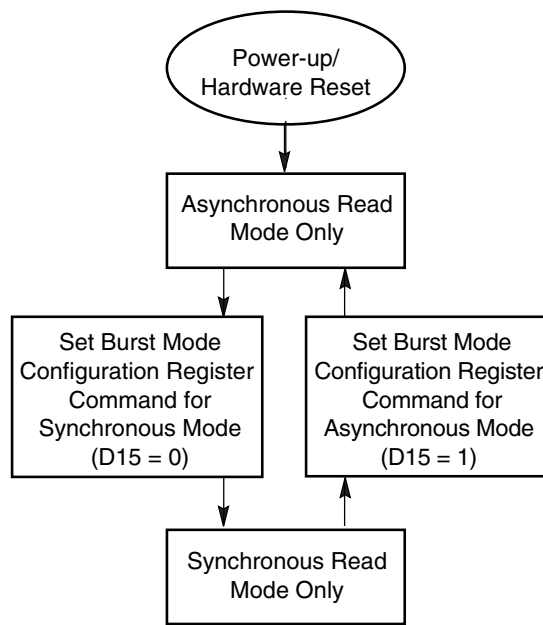 Power-up/
Hardware Reset
Asynchronous Read
Mode Only
Set Burst Mode
Configuration Register
Command for
Synchronous Mode
(D15 = 0)
Set Burst Mode
Configuration Register
Command for
Asynchronous Mode
(D15 = 1)
Synchronous Read
Mode Only